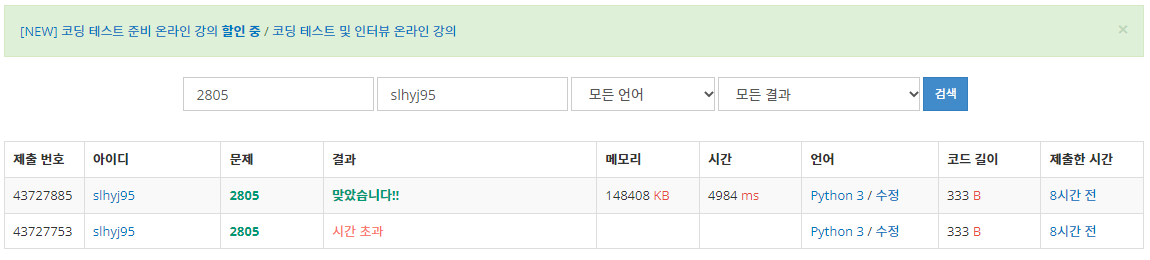 [NEW] 코딩 테스트 준비 온라인 강의 할인 중 / 코딩 테스트 및 인터뷰 온라인 강의 ×
2805 slhyj95 모든 언어 모든 결과 검색
제출 번호 아이디 문제 결과 메모리 시간 언어 코드 길이 제출한 시간
43727885 slhyj95 2805 맞았습니다!! 148408 KB 4984 ms Python 3 / 수정 333 B 8시간 전
43727753 slhyj95 2805 시간 초과 Python 3 / 수정 333 B 8시간 전